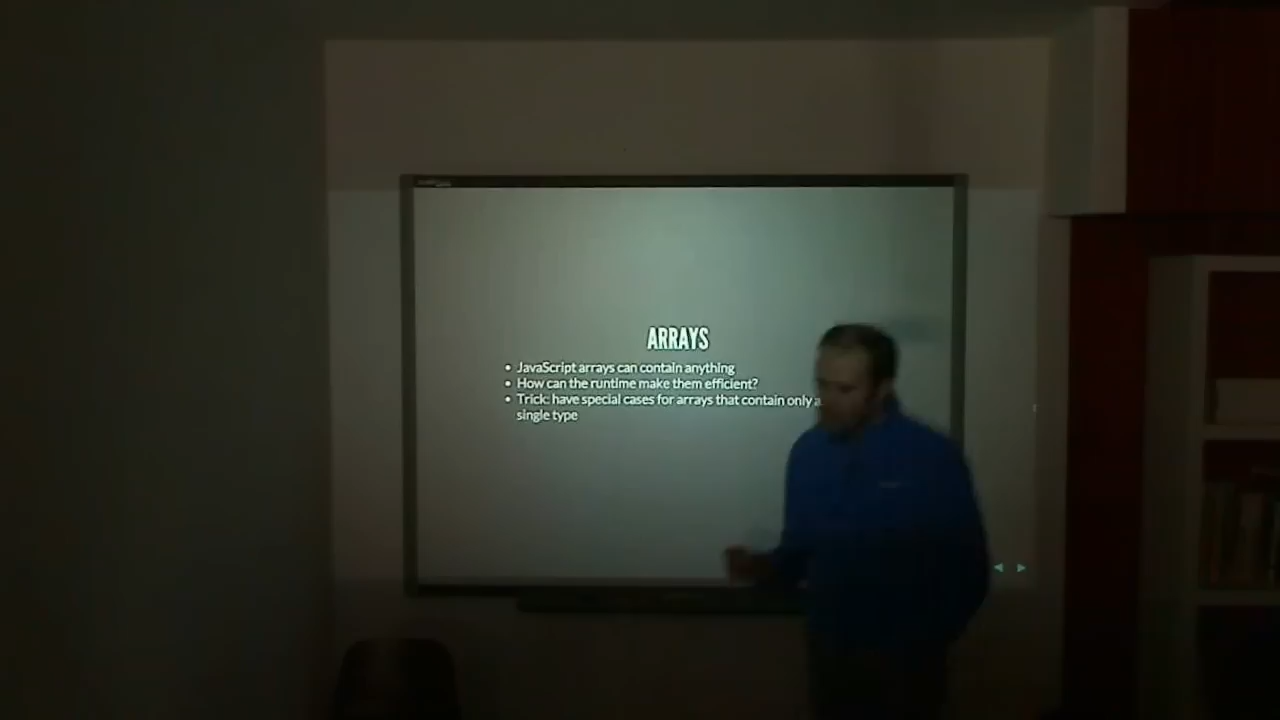 ARRAYS
• JavaScript arrays can contain anything
• How can the runtime make them efficient?
• Trick: have special cases for arrays that contain only a
single type